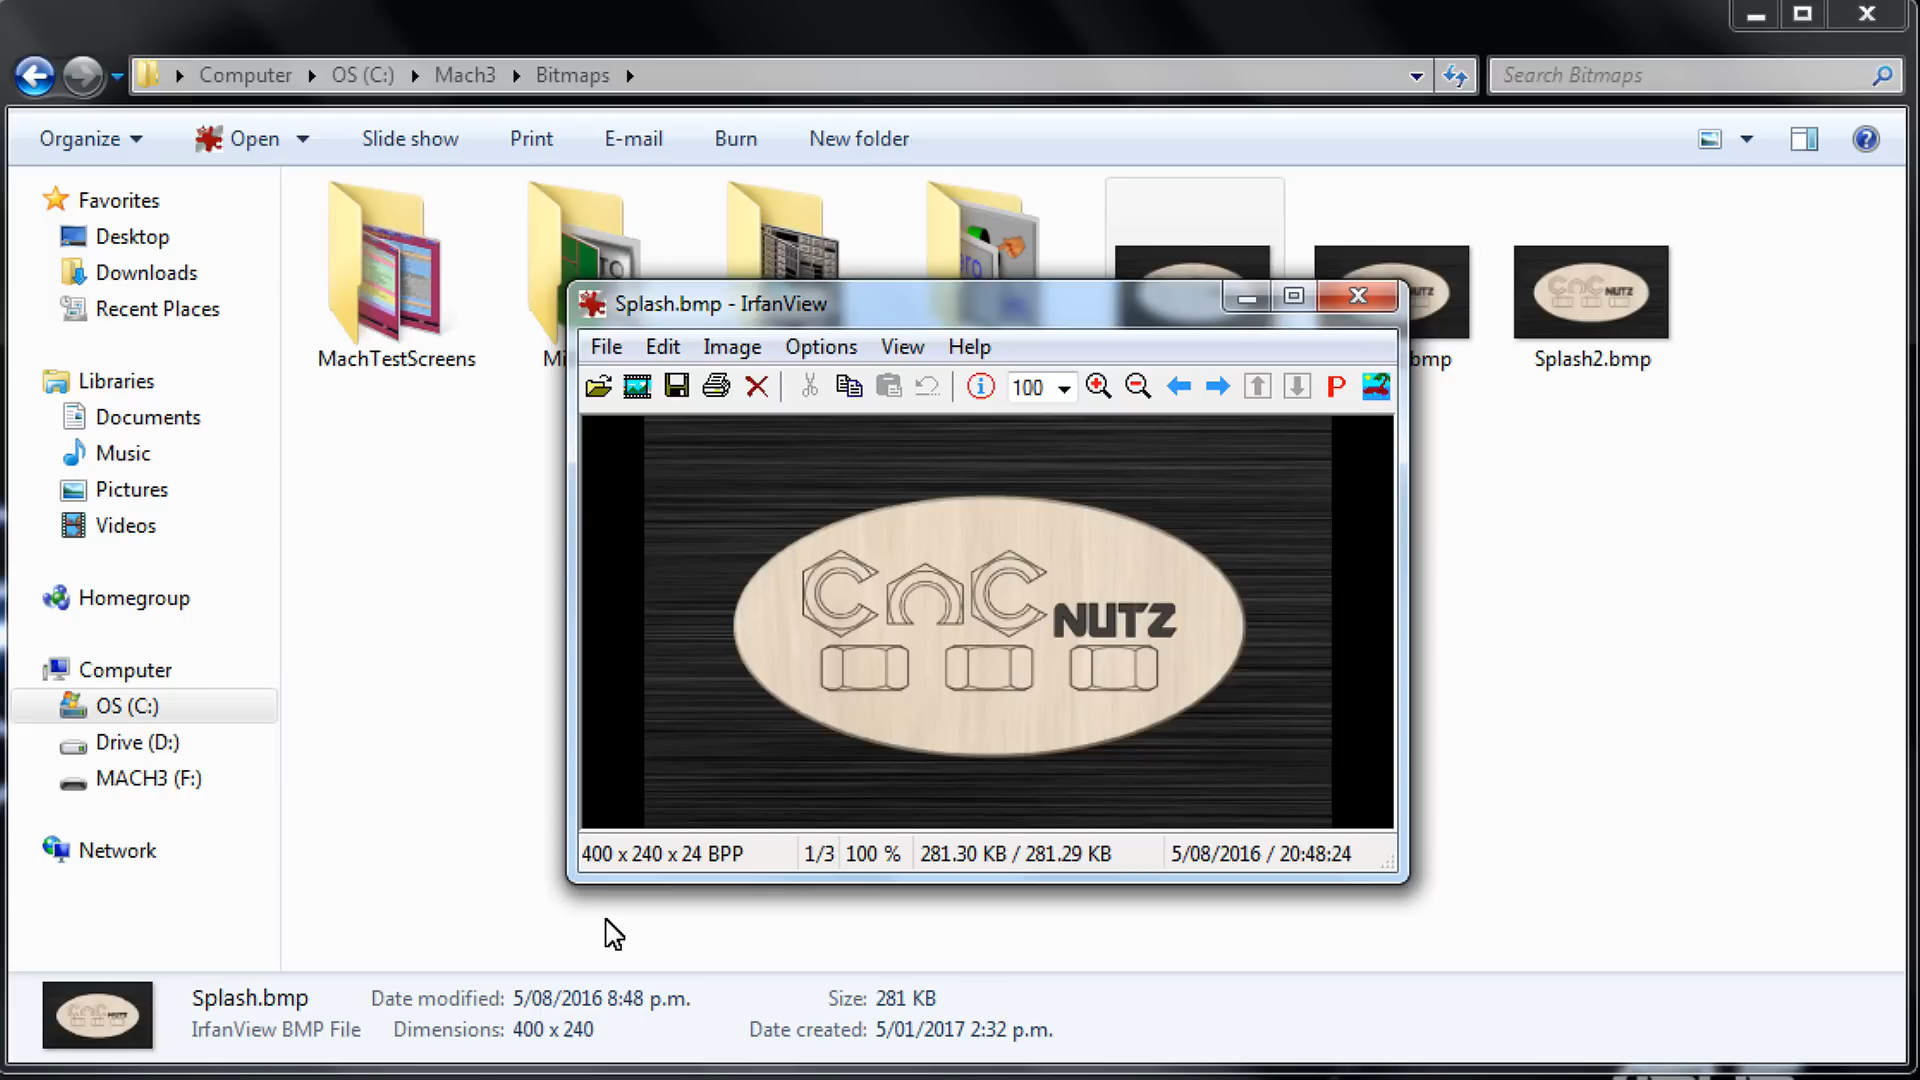 Computer OS (C:) Mach3 Bitmaps
Search Bitmaps
Organize Open Slide show Print E-mail Burn New folder
Favorites
Desktop
Downloads
Recent Places
Libraries
Documents
Music
Pictures
Videos
Homegroup
Computer
OS (C:)
Drive (D:)
MACH3 (F:)
Network
MachTestScreens
Mi
bmp
Splash2.bmp
Splash.bmp - IrfanView
File Edit Image Options View Help
100
P
CNC NUTZ
400 x 240 x 24 BPP 1/3 100 % 281.30 KB / 281.29 KB 5/08/2016 / 20:48:24
Splash.bmp Date modified: 5/08/2016 8:48 p.m. Size: 281 KB
IrfanView BMP File Dimensions: 400 x 240 Date created: 5/01/2017 2:32 p.m.